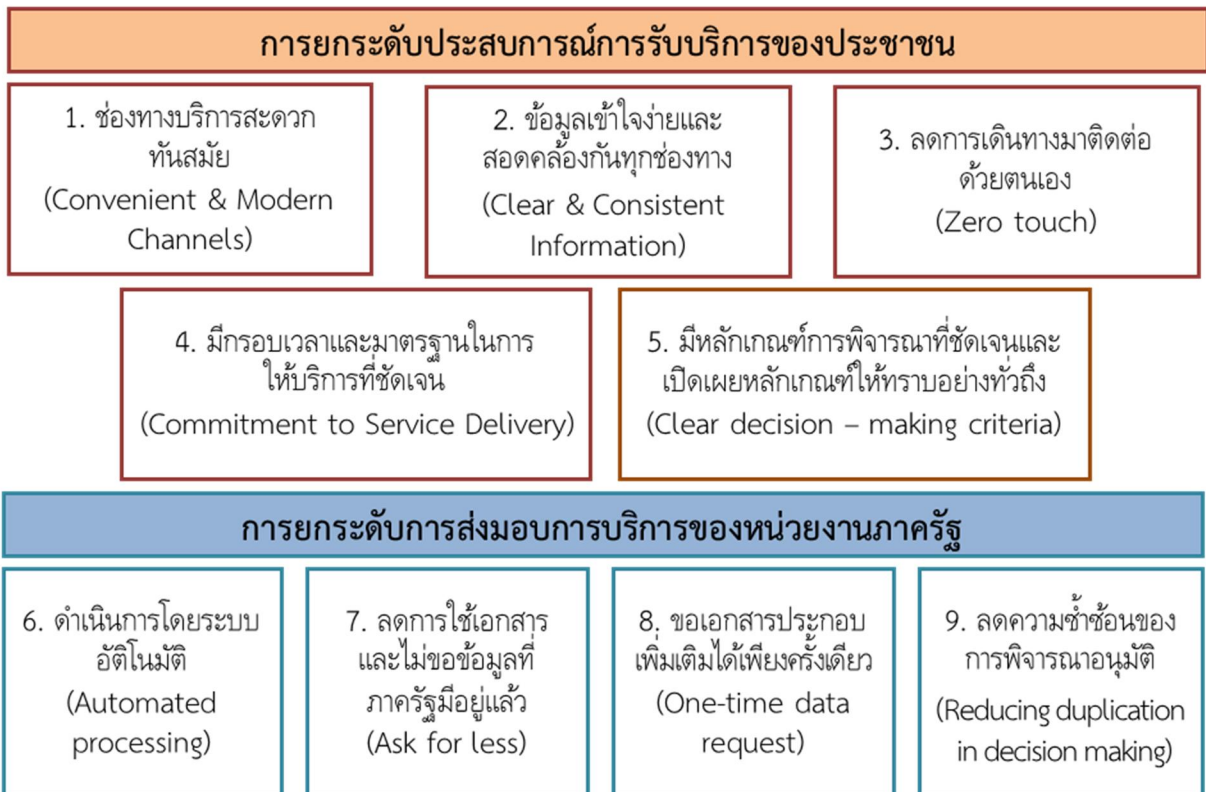 การยกระดับประสบการณ์การรับบริการของประชาชน
1. ช่องทางบริการสะดวก
ทันสมัย
(Convenient & Modern
Channels)
2. ข้อมูลเข้าใจง่ายและ
สอดคล้องกันทุกช่องทาง
(Clear & Consistent
Information)
3. ลดการเดินทางมาติดต่อ
ด้วยตนเอง
(Zero touch)
4. มีกรอบเวลาและมาตรฐานในการ
ให้บริการที่ชัดเจน
(Commitment to Service Delivery)
5. มีหลักเกณฑ์การพิจารณาที่ชัดเจนและ
เปิดเผยหลักเกณฑ์ให้ทราบอย่างทั่วถึง
(Clear decision – making criteria)
การยกระดับการส่งมอบการบริการของหน่วยงานภาครัฐ
6. ดำเนินการโดยระบบ
อัติโนมัติ
(Automated
processing)
7. ลดการใช้เอกสาร
และไม่ขอข้อมูลที่
ภาครัฐมีอยู่แล้ว
(Ask for less)
8. ขอเอกสารประกอบ
เพิ่มเติมได้เพียงครั้งเดียว
(One-time data
request)
9. ลดความซ้ำซ้อนของ
การพิจารณาอนุมัติ
(Reducing duplication
in decision making)